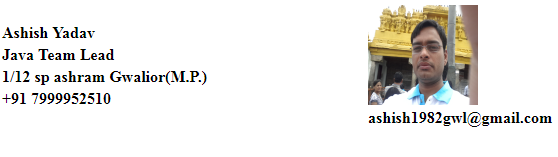 Ashish Yadav
Java Team Lead
1/12 sp ashram Gwalior(M.P.)
+91 7999952510
ashish1982gwl@gmail.com